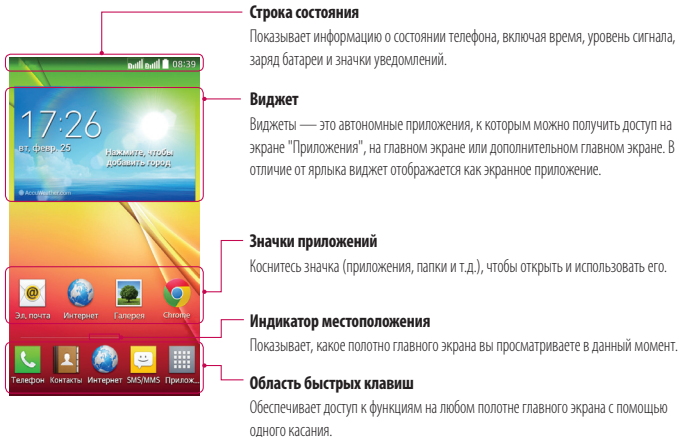 Строка состояния
Показывает информацию о состоянии телефона, включая время, уровень сигнала,
заряд батареи и значки уведомлений.
08:39
Виджет
Виджеты — это автономные приложения, к которым можно получить доступ на
экране "Приложения", на главном экране или дополнительном главном экране. В
отличие от ярлыка виджет отображается как экранное приложение.
17:26
вт, февр. 25
Нажмите, чтобы
добавить город
AccuWeather.com
Значки приложений
Коснитесь значка (приложения, папки и т.д.), чтобы открыть и использовать его.
Эл. почта Интернет Галерея Chrome
Индикатор местоположения
Показывает, какое полотно главного экрана вы просматриваете в данный момент.
Телефон Контакты Интернет SMS/MMS Прилож...
Область быстрых клавиш
Обеспечивает доступ к функциям на любом полотне главного экрана с помощью
одного касания.